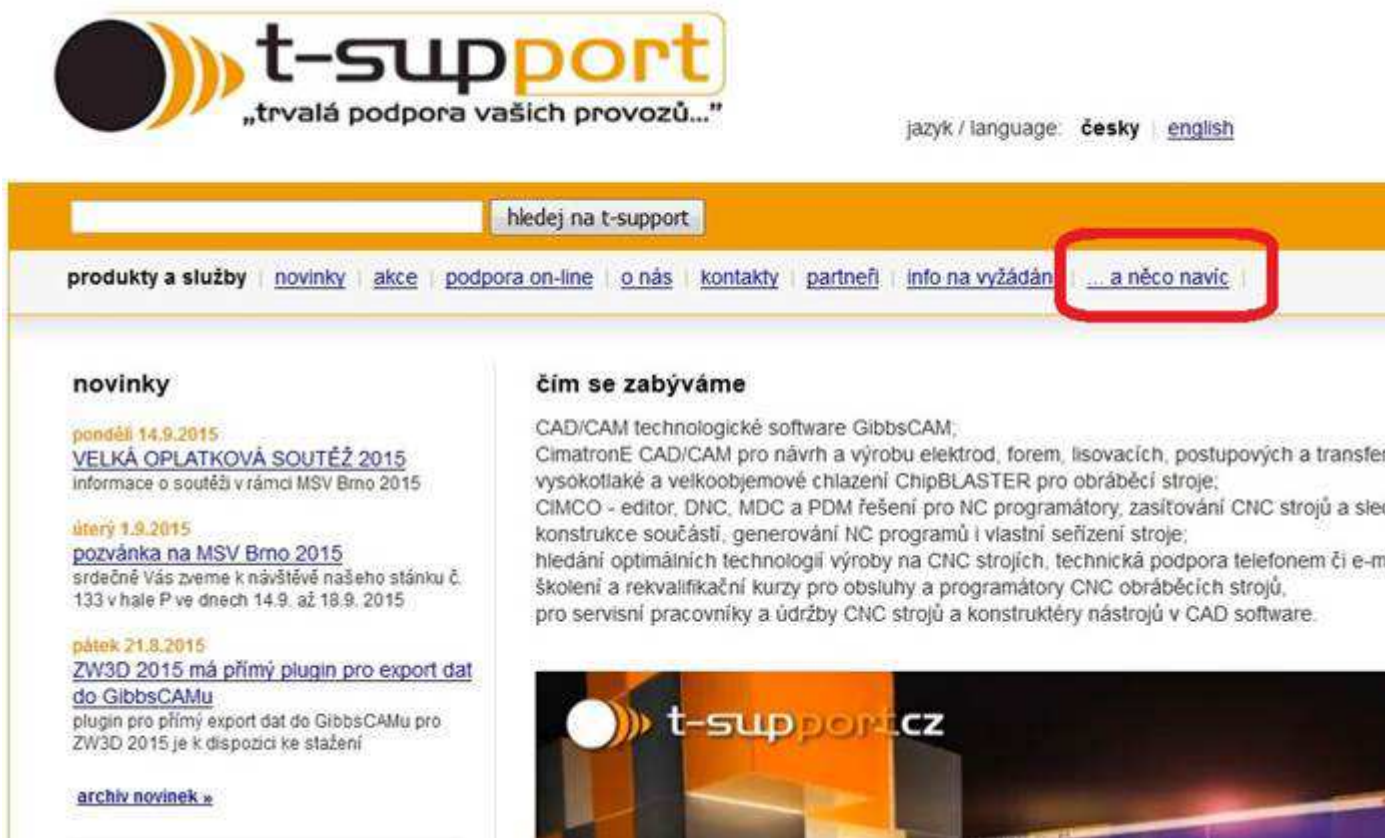 t-support
„trvalá podpora vašich provozů...”
jazyk / language: česky | english
hledej na t-support
produkty a služby | novinky | akce | podpora on-line | o nás | kontakty | partneři | info na vyžádán | ... a něco navíc |
novinky
pondělí 14.9.2015
VELKÁ OPLATKOVÁ SOUTĚŽ 2015
informace o soutěži v rámci MSV Brno 2015
úterý 1.9.2015
pozvánka na MSV Brno 2015
srdečně Vás zveme k návštěvě našeho stánku č.
133 v hale P ve dnech 14.9. až 18.9. 2015
pátek 21.8.2015
ZW3D 2015 má přímý plugin pro export dat
do GibbsCAMu
plugin pro přímý export dat do GibbsCAMu pro
ZW3D 2015 je k dispozici ke stažení
archiv novinek »
čím se zabýváme
CAD/CAM technologické software GibbsCAM;
CimatronE CAD/CAM pro návrh a výrobu elektrod, forem, lisovacích, postupových a transfer
vysokotlaké a velkoobjemové chlazení ChipBLASTER pro obráběcí stroje;
CIMCO - editor, DNC, MDC a PDM řešení pro NC programátory, zasíťování CNC strojů a sled
konstrukce součástí, generování NC programů i vlastní seřízení stroje;
hledání optimálních technologií výroby na CNC strojích, technická podpora telefonem či e-m
školení a rekvalifikační kurzy pro obsluhy a programátory CNC obráběcích strojů,
pro servisní pracovníky a údržby CNC strojů a konstruktéry nástrojů v CAD software.
t-support.cz